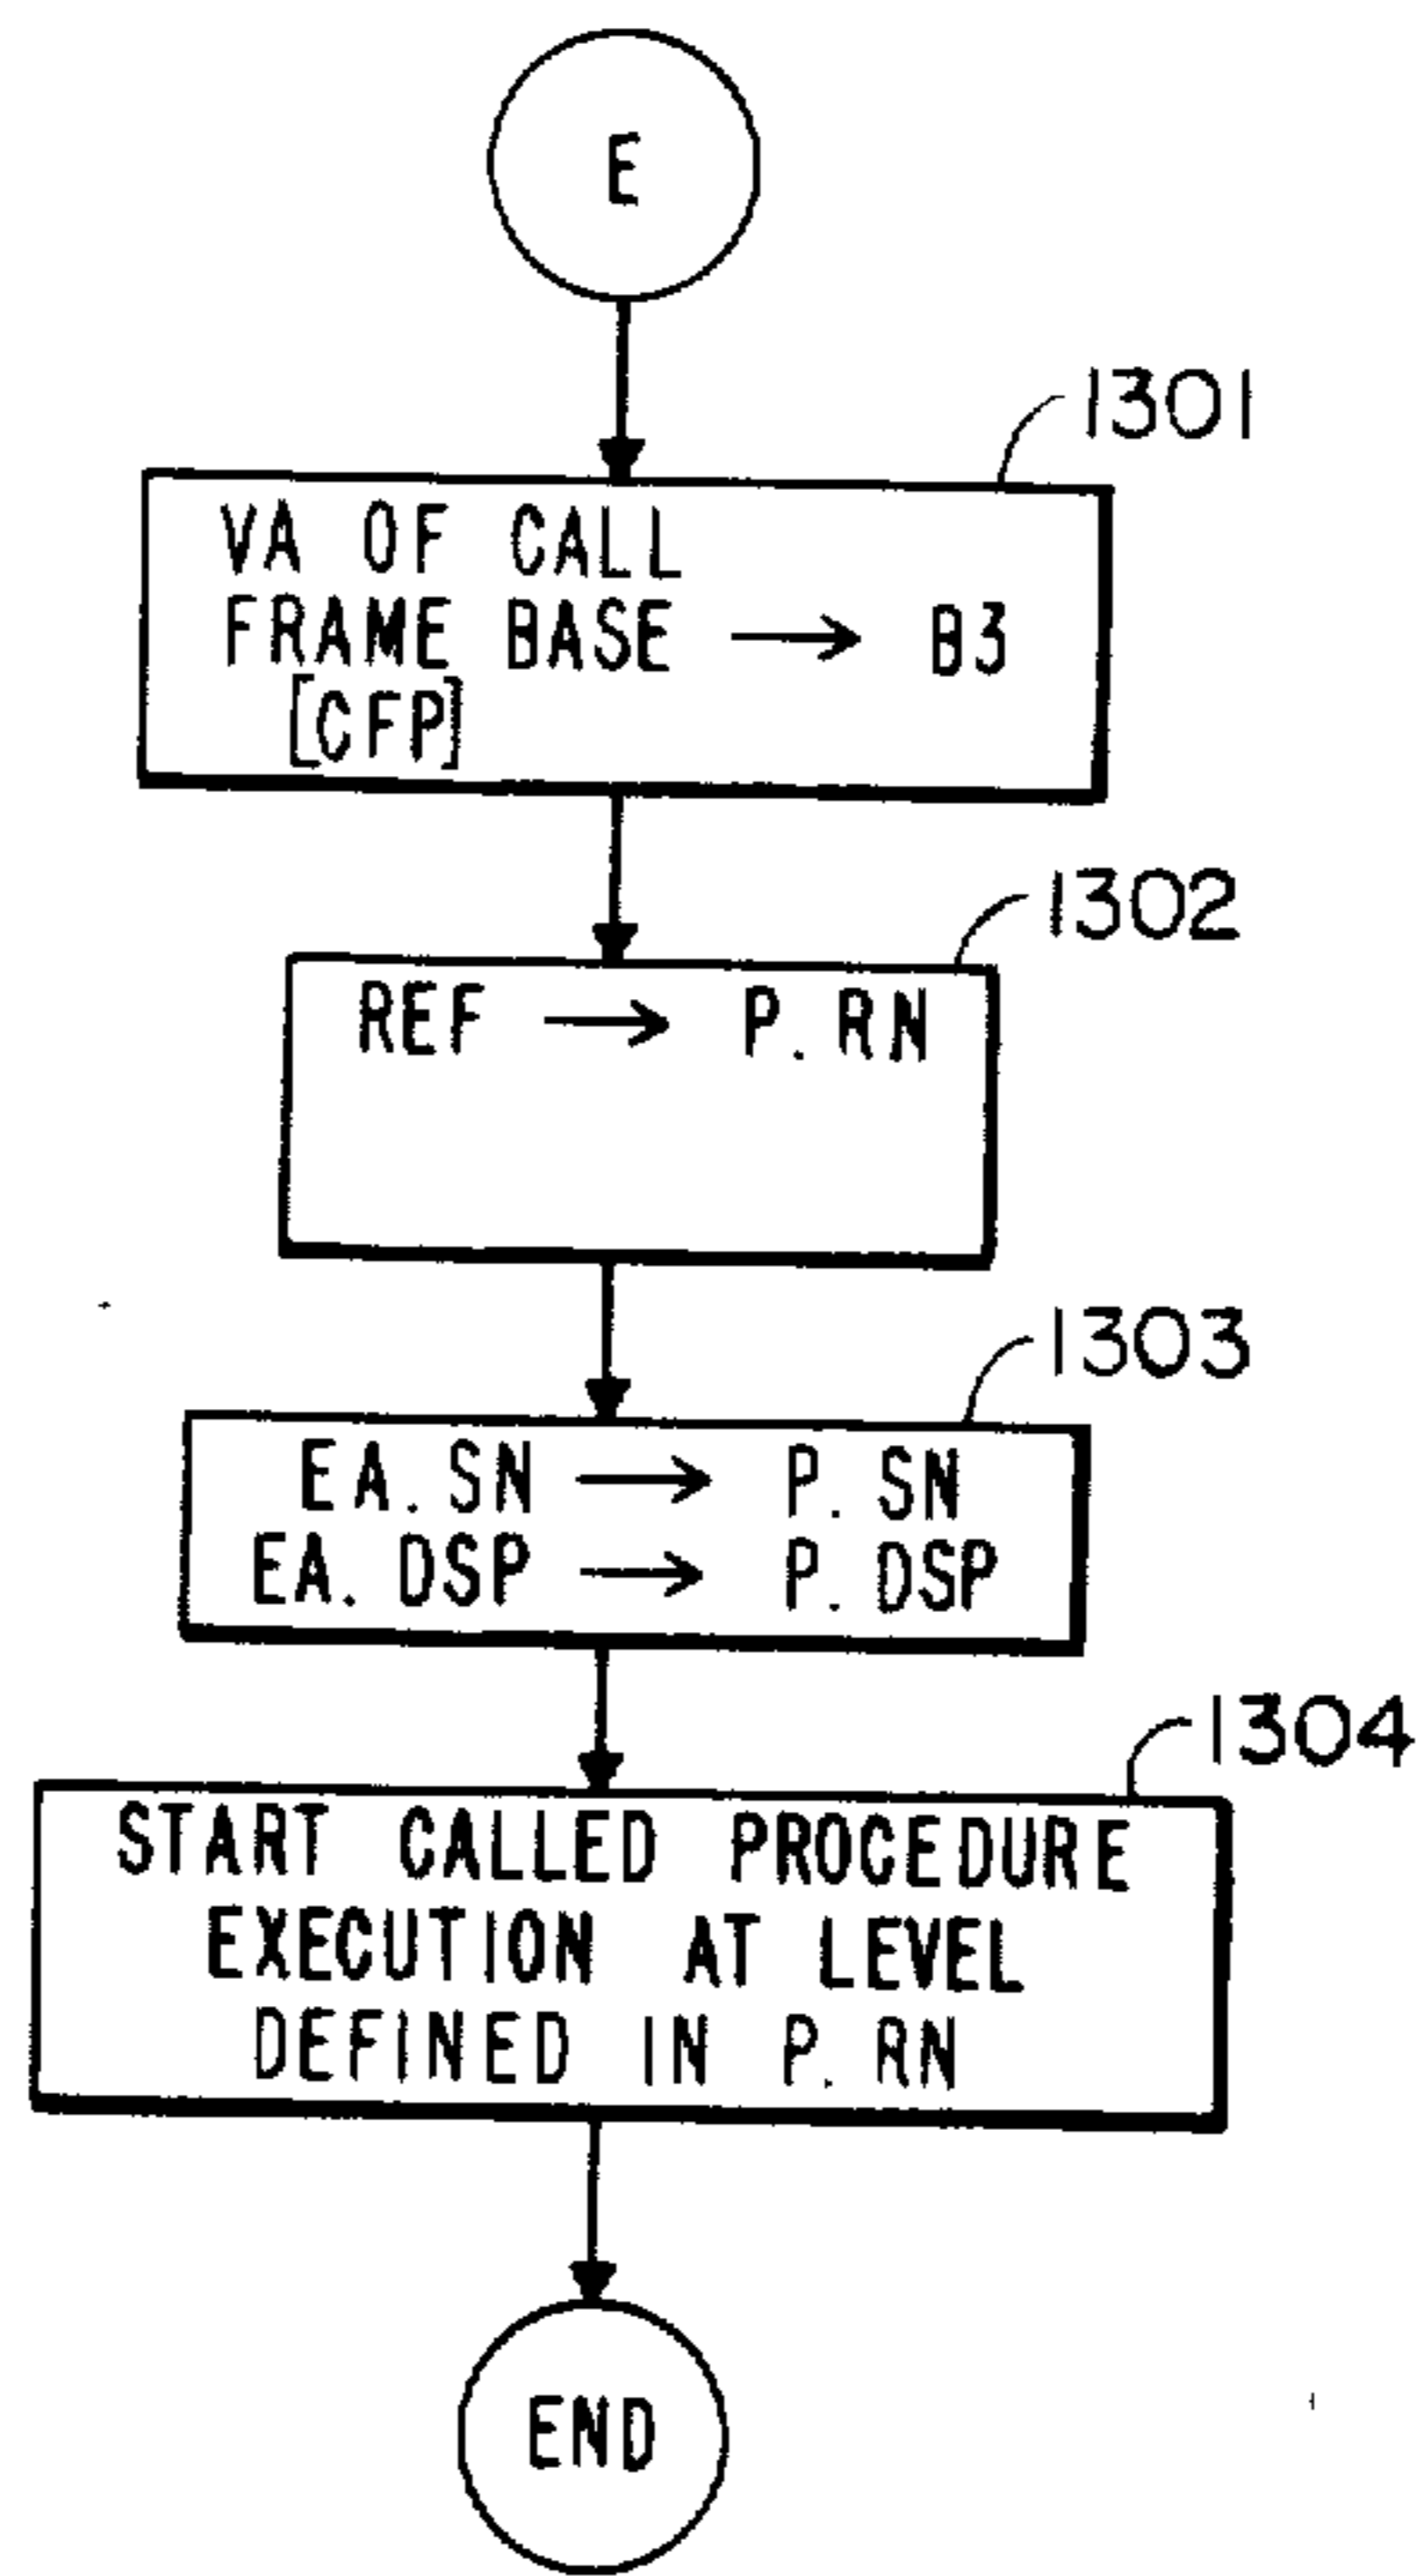 E
1301
VA OF CALL
FRAME BASE → B3
[CFP]
1302
REF → P.RN
1303
EA.SN → P.SN
EA.DSP → P.DSP
1304
START CALLED PROCEDURE
EXECUTION AT LEVEL
DEFINED IN P.RN
END